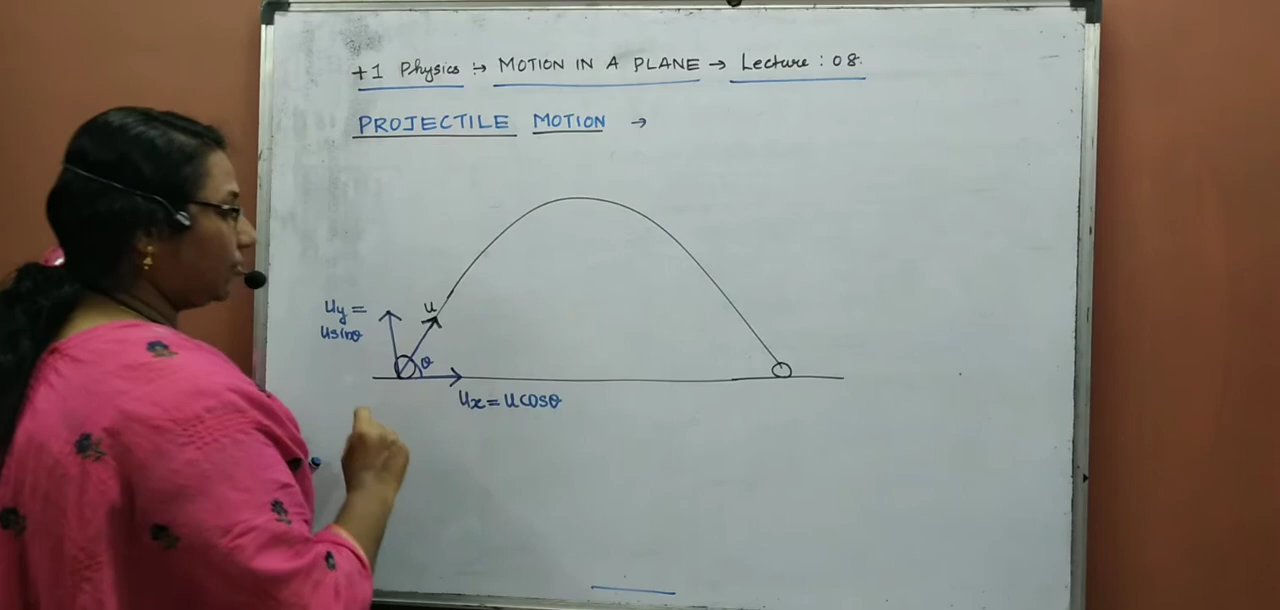 +1 Physics :→ MOTION IN A PLANE → Lecture : 08.
PROJECTILE MOTION →
uy =
usinθ
u
θ
ux = ucosθ